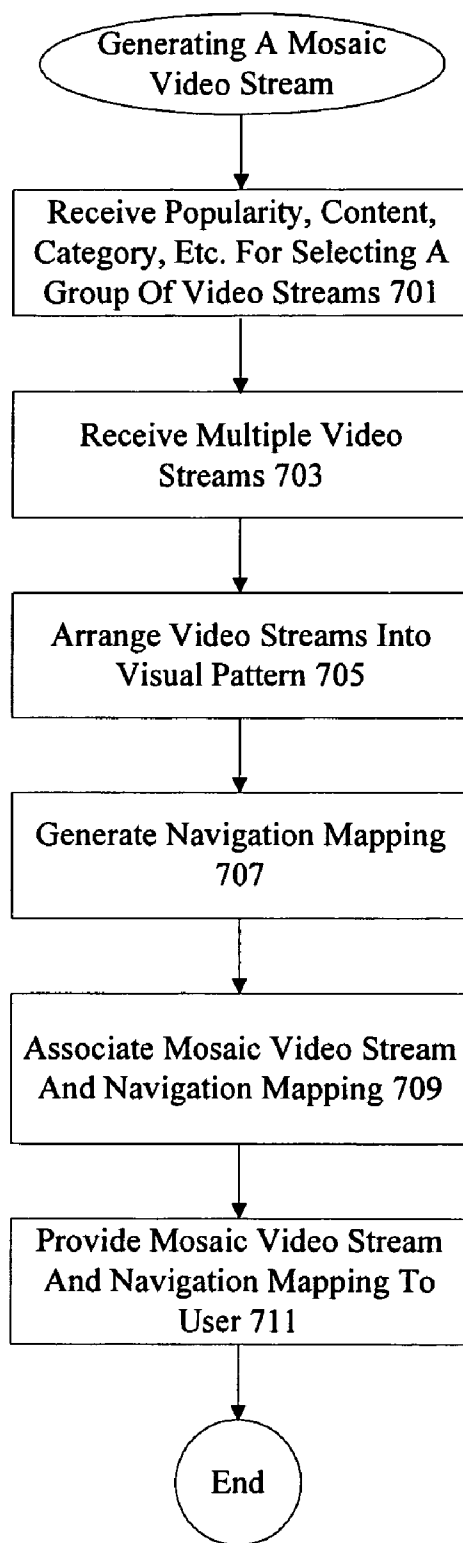 Generating A Mosaic
Video Stream
Receive Popularity, Content,
Category, Etc. For Selecting A
Group Of Video Streams 701
Receive Multiple Video
Streams 703
Arrange Video Streams Into
Visual Pattern 705
Generate Navigation Mapping
707
Associate Mosaic Video Stream
And Navigation Mapping 709
Provide Mosaic Video Stream
And Navigation Mapping To
User 711
End